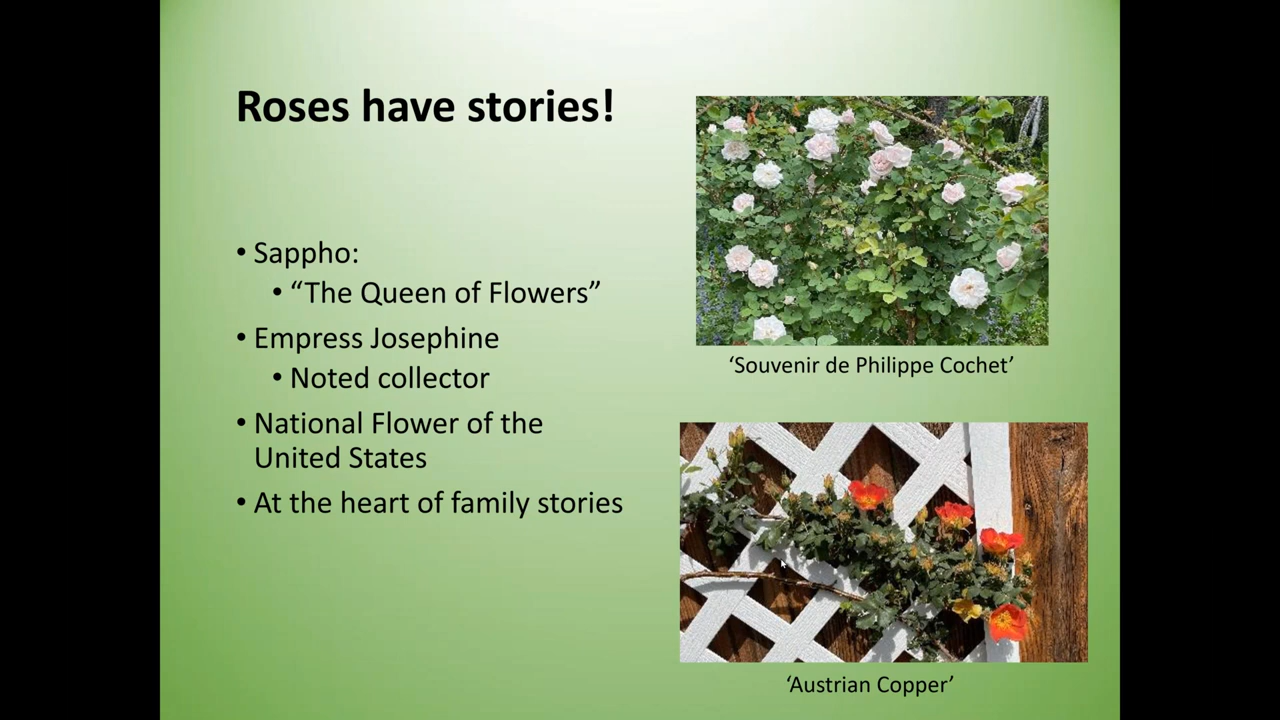 Roses have stories!
• Sappho:
• “The Queen of Flowers”
• Empress Josephine
• Noted collector
• National Flower of the
United States
• At the heart of family stories
‘Souvenir de Philippe Cochet’
‘Austrian Copper’